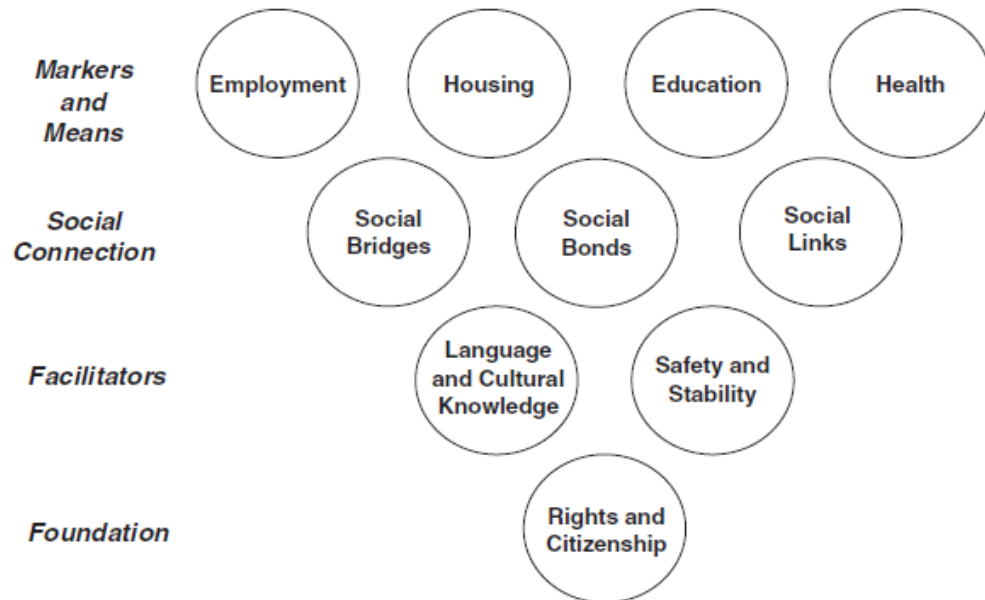 Markers
and
Means
Employment
Housing
Education
Health
Social
Connection
Social
Bridges
Social
Bonds
Social
Links
Facilitators
Language
and Cultural
Knowledge
Safety and
Stability
Foundation
Rights and
Citizenship